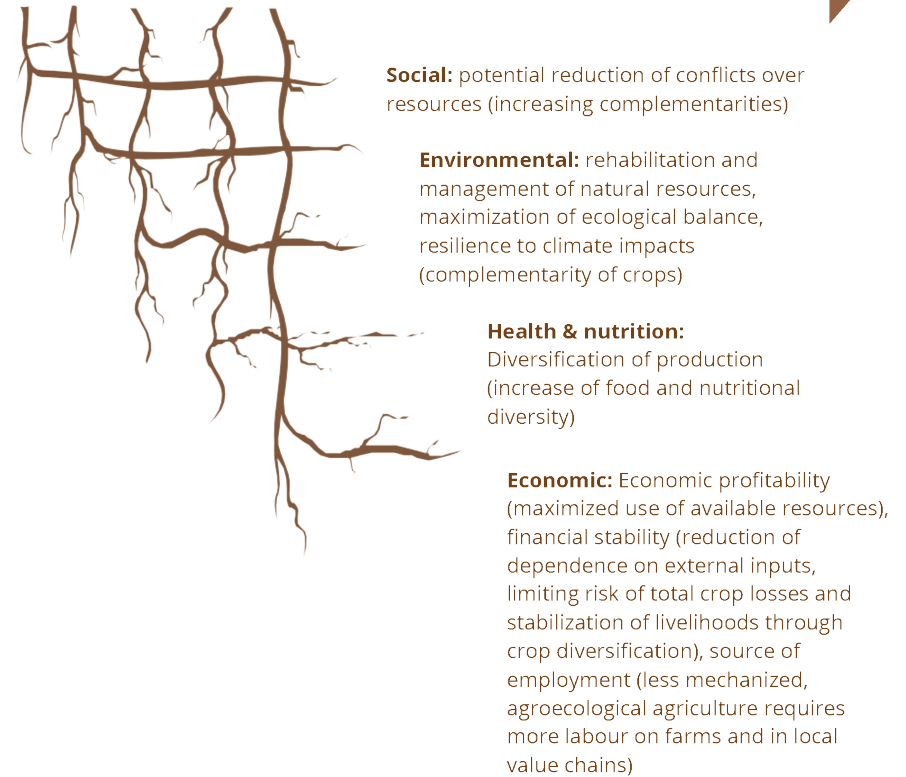 Social: potential reduction of conflicts over
resources (increasing complementarities)
Environmental: rehabilitation and
management of natural resources,
maximization of ecological balance,
resilience to climate impacts
(complementarity of crops)
Health & nutrition:
Diversification of production
(increase of food and nutritional
diversity)
Economic: Economic profitability
(maximized use of available resources),
financial stability (reduction of
dependence on external inputs,
limiting risk of total crop losses and
stabilization of livelihoods through
crop diversification), source of
employment (less mechanized,
agroecological agriculture requires
more labour on farms and in local
value chains)